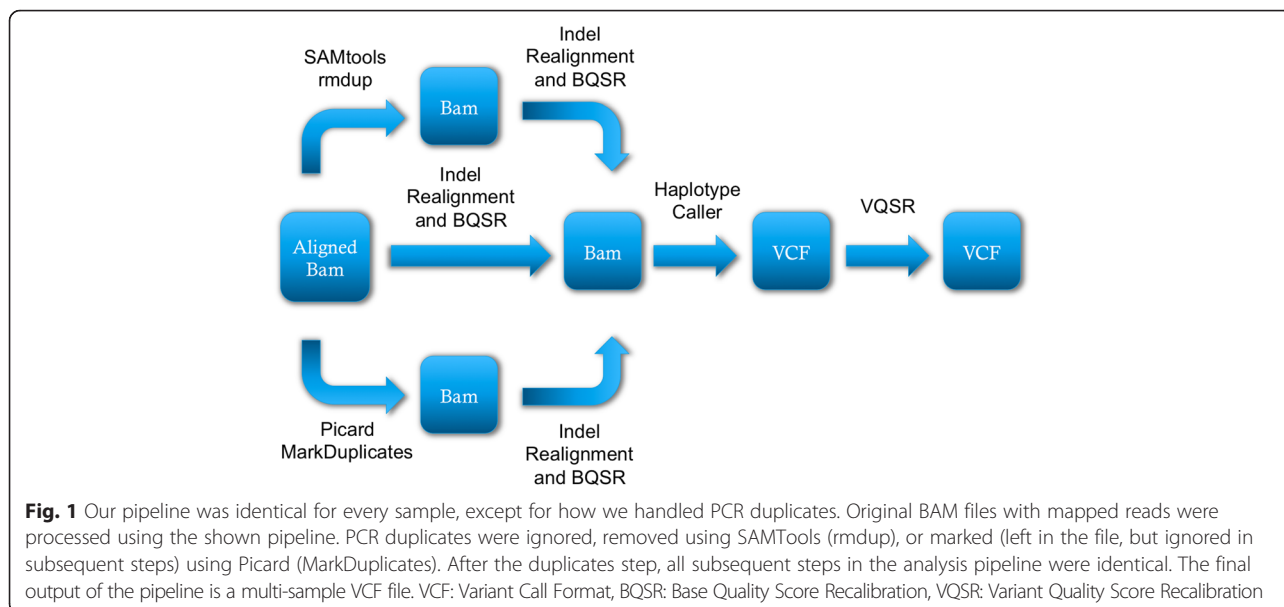 SAMtools
rmdup
Indel
Realignment
and BQSR
Bam
Indel
Realignment
and BQSR
Haplotype
Caller
VQSR
Aligned
Bam
Bam
VCF
VCF
Bam
Picard
MarkDuplicates
Indel
Realignment
and BQSR
Fig. 1 Our pipeline was identical for every sample, except for how we handled PCR duplicates. Original BAM files with mapped reads were
processed using the shown pipeline. PCR duplicates were ignored, removed using SAMTools (rmdup), or marked (left in the file, but ignored in
subsequent steps) using Picard (MarkDuplicates). After the duplicates step, all subsequent steps in the analysis pipeline were identical. The final
output of the pipeline is a multi-sample VCF file. VCF: Variant Call Format, BQSR: Base Quality Score Recalibration, VQSR: Variant Quality Score Recalibration